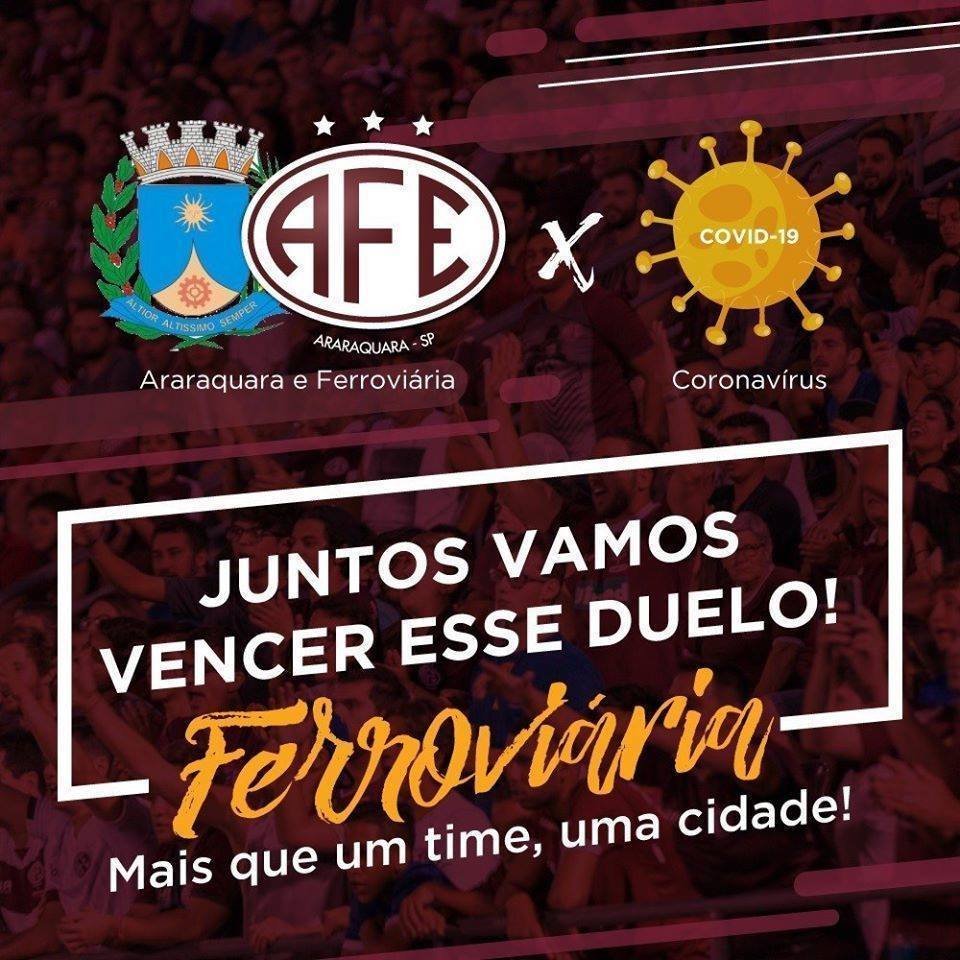 ALTIOR ALTISSIMO SEMPER
AFE
ARARAQUARA - SP
X
COVID-19
Araraquara e Ferroviária
Coronavírus
JUNTOS VAMOS
VENCER ESSE DUELO!
Ferroviária
Mais que um time, uma cidade!